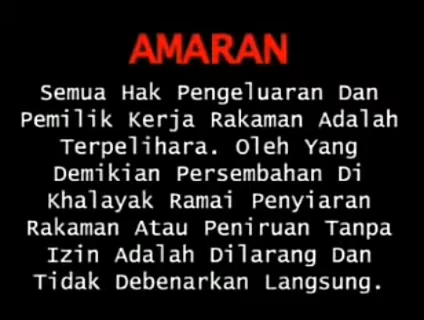 AMARAN
Semua Hak Pengeluaran Dan
Pemilik Kerja Rakaman Adalah
Terpelihara. Oleh Yang
Demikian Persembahan Di
Khalayak Ramai Penyiaran
Rakaman Atau Peniruan Tanpa
Izin Adalah Dilarang Dan
Tidak Debenarkan Langsung.